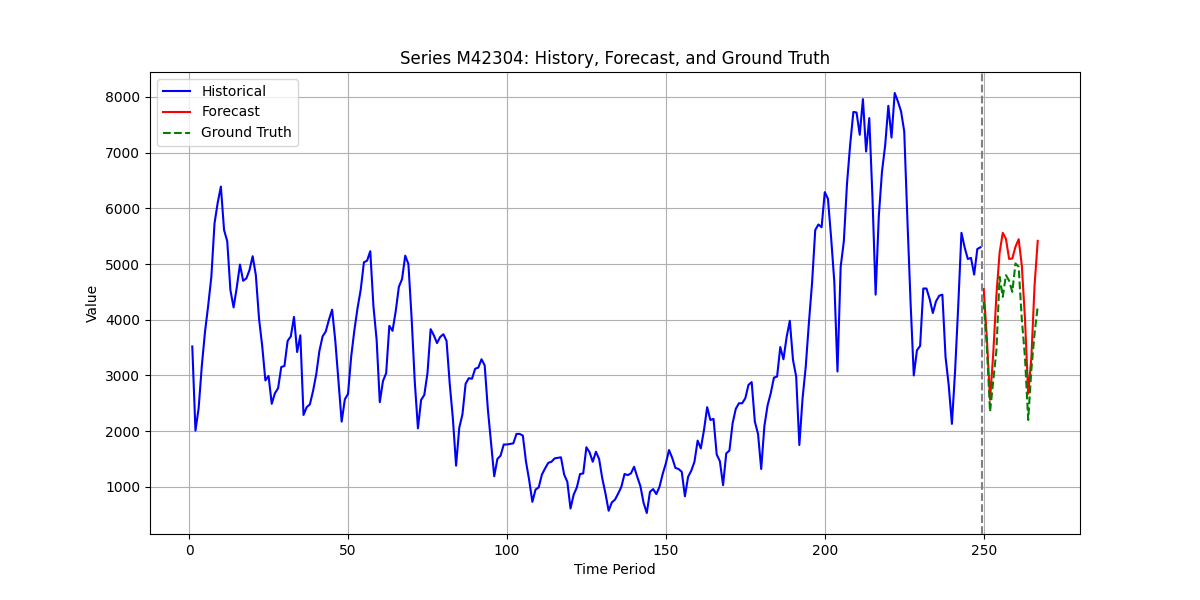 Series M42304: History, Forecast, and Ground Truth
Historical
Forecast
Ground Truth
8000
7000
6000
5000
4000
3000
2000
1000
Value
0 50 100 150 200 250
Time Period